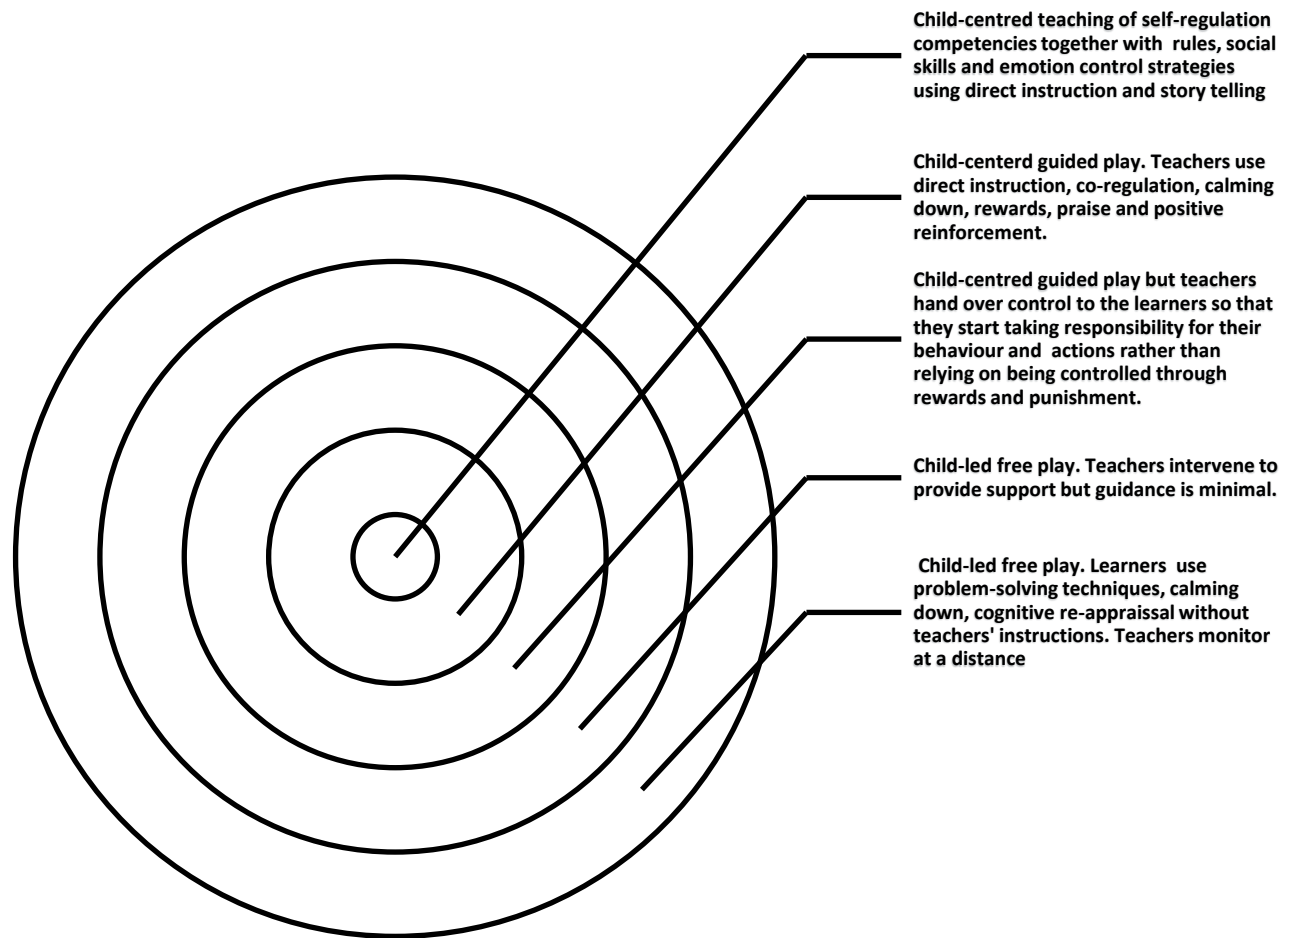 Child-centred teaching of self-regulation
competencies together with  rules, social
skills and emotion control strategies
using direct instruction and story telling
Child-centerd guided play. Teachers use
direct instruction, co-regulation, calming
down, rewards, praise and positive
reinforcement.
Child-centred guided play but teachers
hand over control to the learners so that
they start taking responsibility for their
behaviour and  actions rather than
relying on being controlled through
rewards and punishment.
Child-led free play. Teachers intervene to
provide support but guidance is minimal.
Child-led free play. Learners  use
problem-solving techniques, calming
down, cognitive re-appraissal without
teachers' instructions. Teachers monitor
at a distance